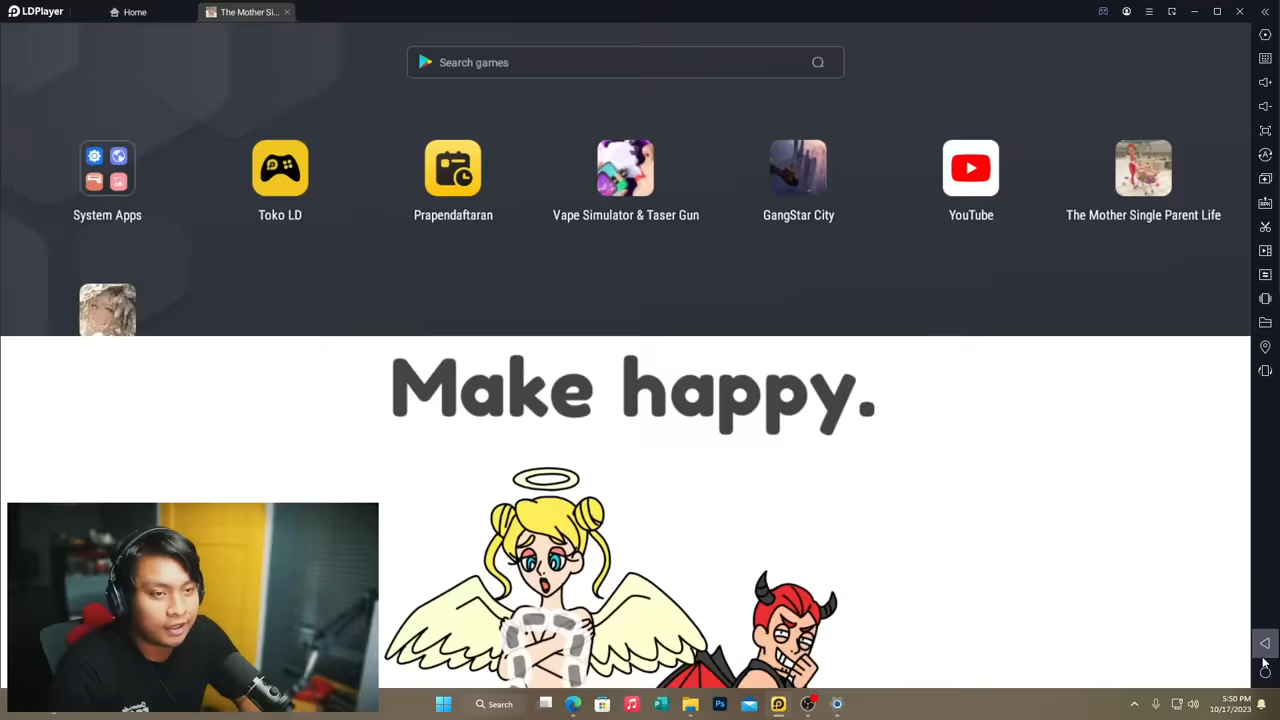 LDPlayer
Home
The Mother Si...
Search games
System Apps
Toko LD
Prapendaftaran
Vape Simulator & Taser Gun
GangStar City
YouTube
The Mother Single Parent Life
Make happy.
Search
5:50 PM
10/17/2023